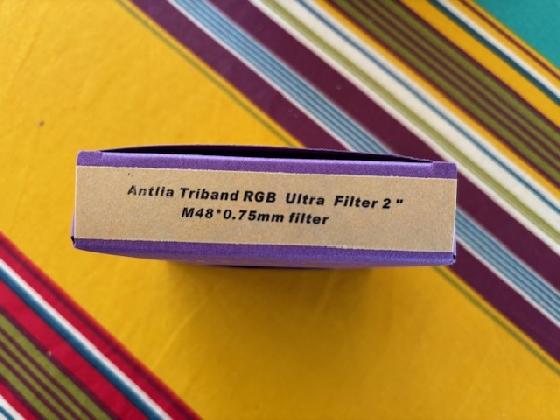 Antlia Triband RGB Ultra Filter 2"
M48*0.75mm filter